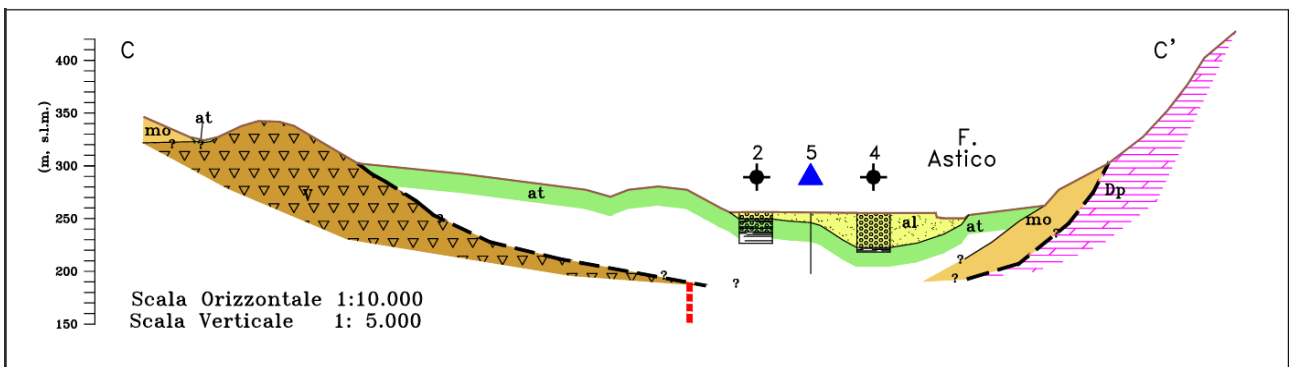 C
C'
400
350
300
250
200
150
(m. s.l.m.)
mo
at
?
?
V
?
at
?
?
?
2
5
4
F.
Astico
al
at
mo
Dp
?
?
?
Scala Orizzontale 1:10.000
Scala Verticale 1: 5.000